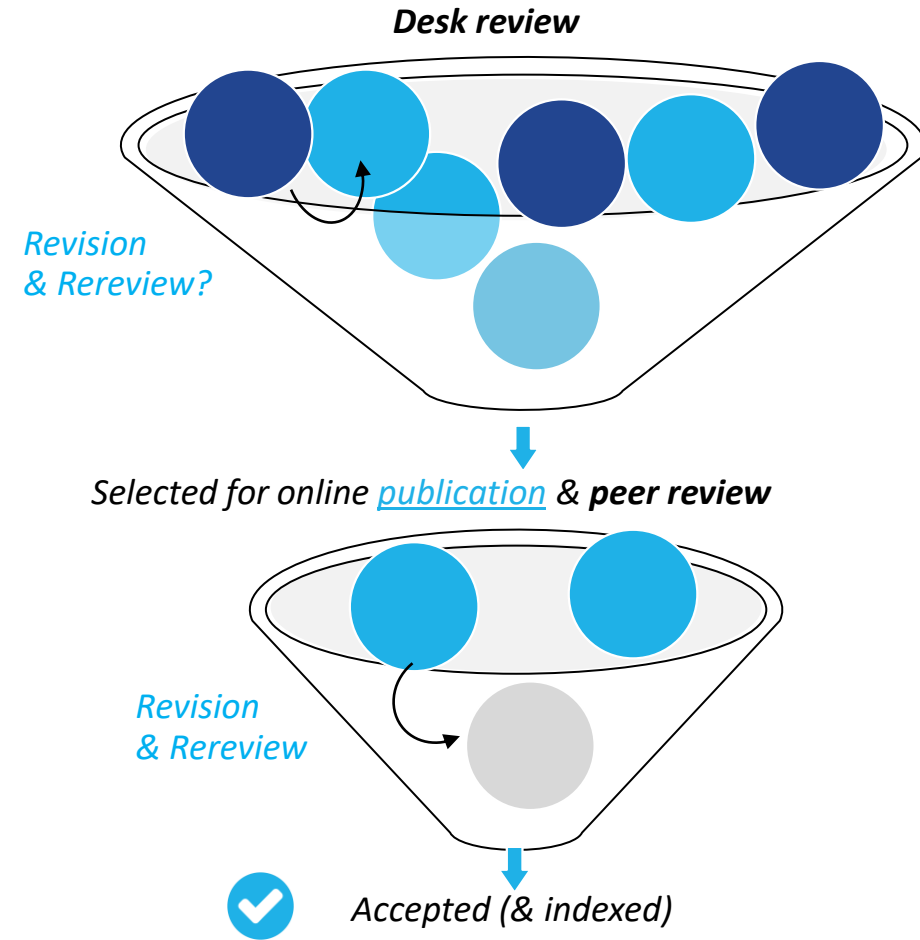 Desk review
Revision
& Rereview?
Selected for online publication & peer review
Revision
& Rereview
Accepted (& indexed)